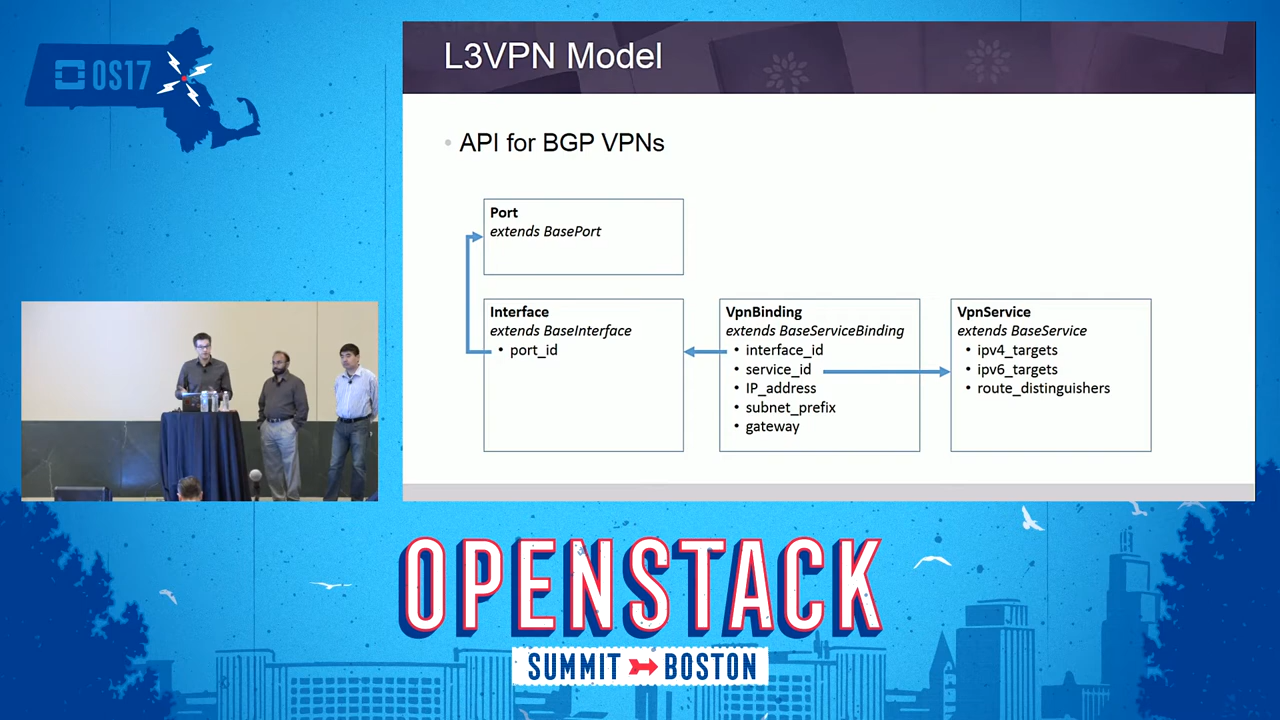 OS17
L3VPN Model
• API for BGP VPNs
Port
extends BasePort
Interface
extends BaseInterface
• port_id
VpnBinding
extends BaseServiceBinding
• interface_id
• service_id
• IP_address
• subnet_prefix
• gateway
VpnService
extends BaseService
• ipv4_targets
• ipv6_targets
• route_distinguishers
OPENSTACK
SUMMIT BOSTON